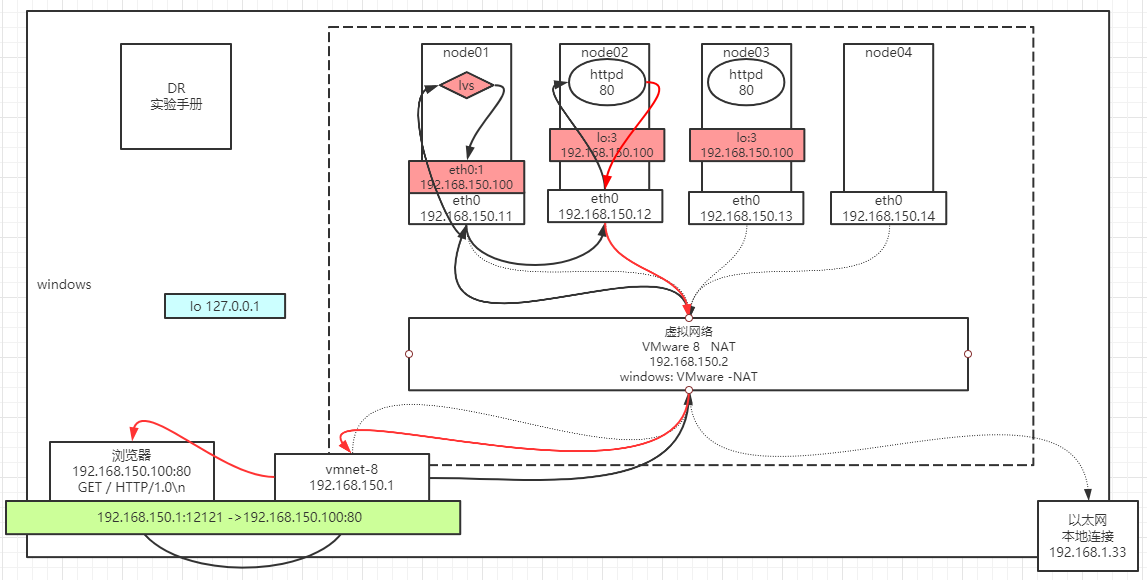 DR
实验手册
node01
lvs
eth0:1
192.168.150.100
eth0
192.168.150.11
node02
httpd
80
lo:3
192.168.150.100
eth0
192.168.150.12
node03
httpd
80
lo:3
192.168.150.100
eth0
192.168.150.13
node04
eth0
192.168.150.14
windows
lo 127.0.0.1
虚拟网络
VMware 8 NAT
192.168.150.2
windows: VMware -NAT
浏览器
192.168.150.100:80
GET / HTTP/1.0\n
vmnet-8
192.168.150.1
192.168.150.1:12121 ->192.168.150.100:80
以太网
本地连接
192.168.1.33